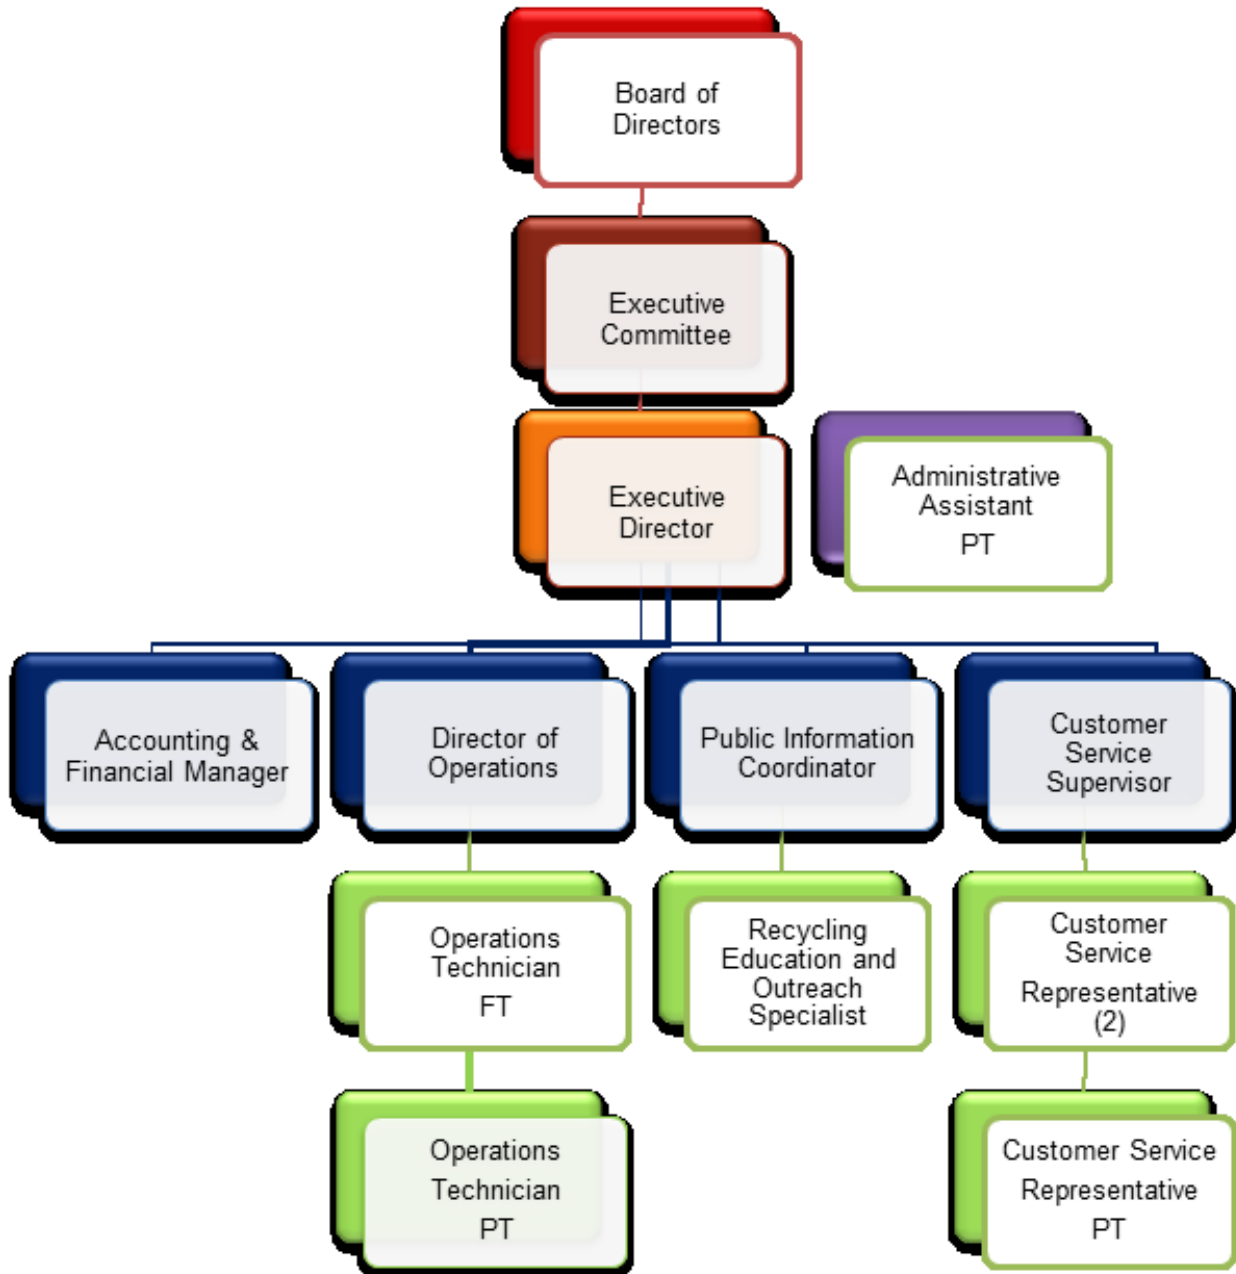 Board of
Directors
Executive
Committee
Executive
Director
Administrative
Assistant
PT
Accounting &
Financial Manager
Director of
Operations
Public Information
Coordinator
Customer
Service
Supervisor
Operations
Technician
FT
Recycling
Education and
Outreach
Specialist
Customer
Service
Representative
(2)
Operations
Technician
PT
Customer Service
Representative
PT